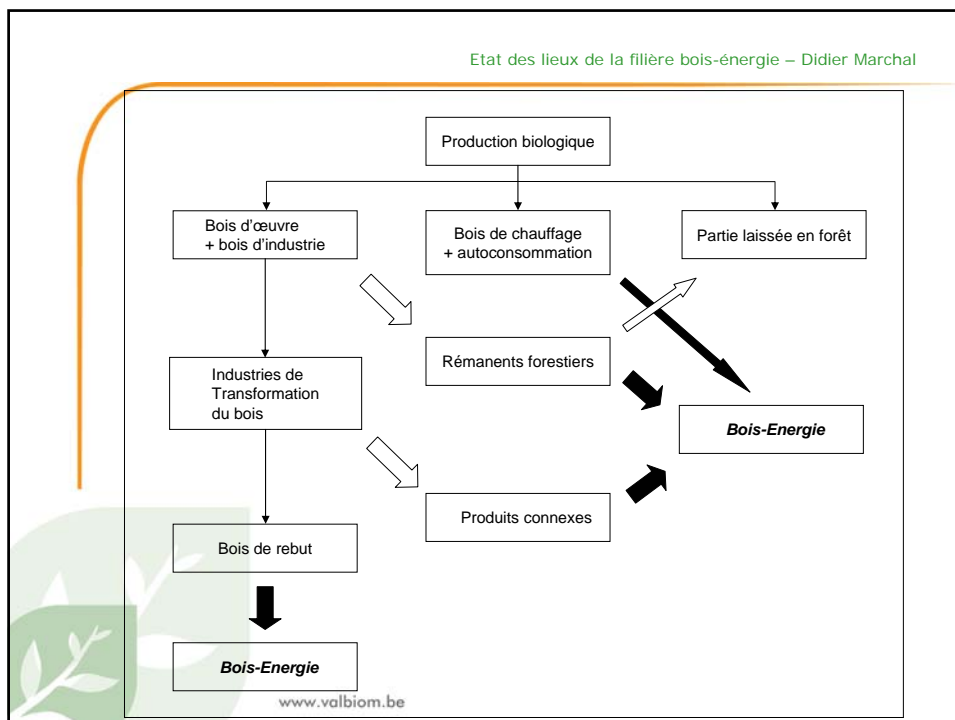 Etat des lieux de la filière bois-énergie – Didier Marchal
Production biologique
Bois d'œuvre
+ bois d'industrie
Bois de chauffage
+ autoconsommation
Partie laissée en forêt
Rémanents forestiers
Industries de
Transformation
du bois
Bois-Energie
Produits connexes
Bois de rebut
Bois-Energie
www.valbiom.be